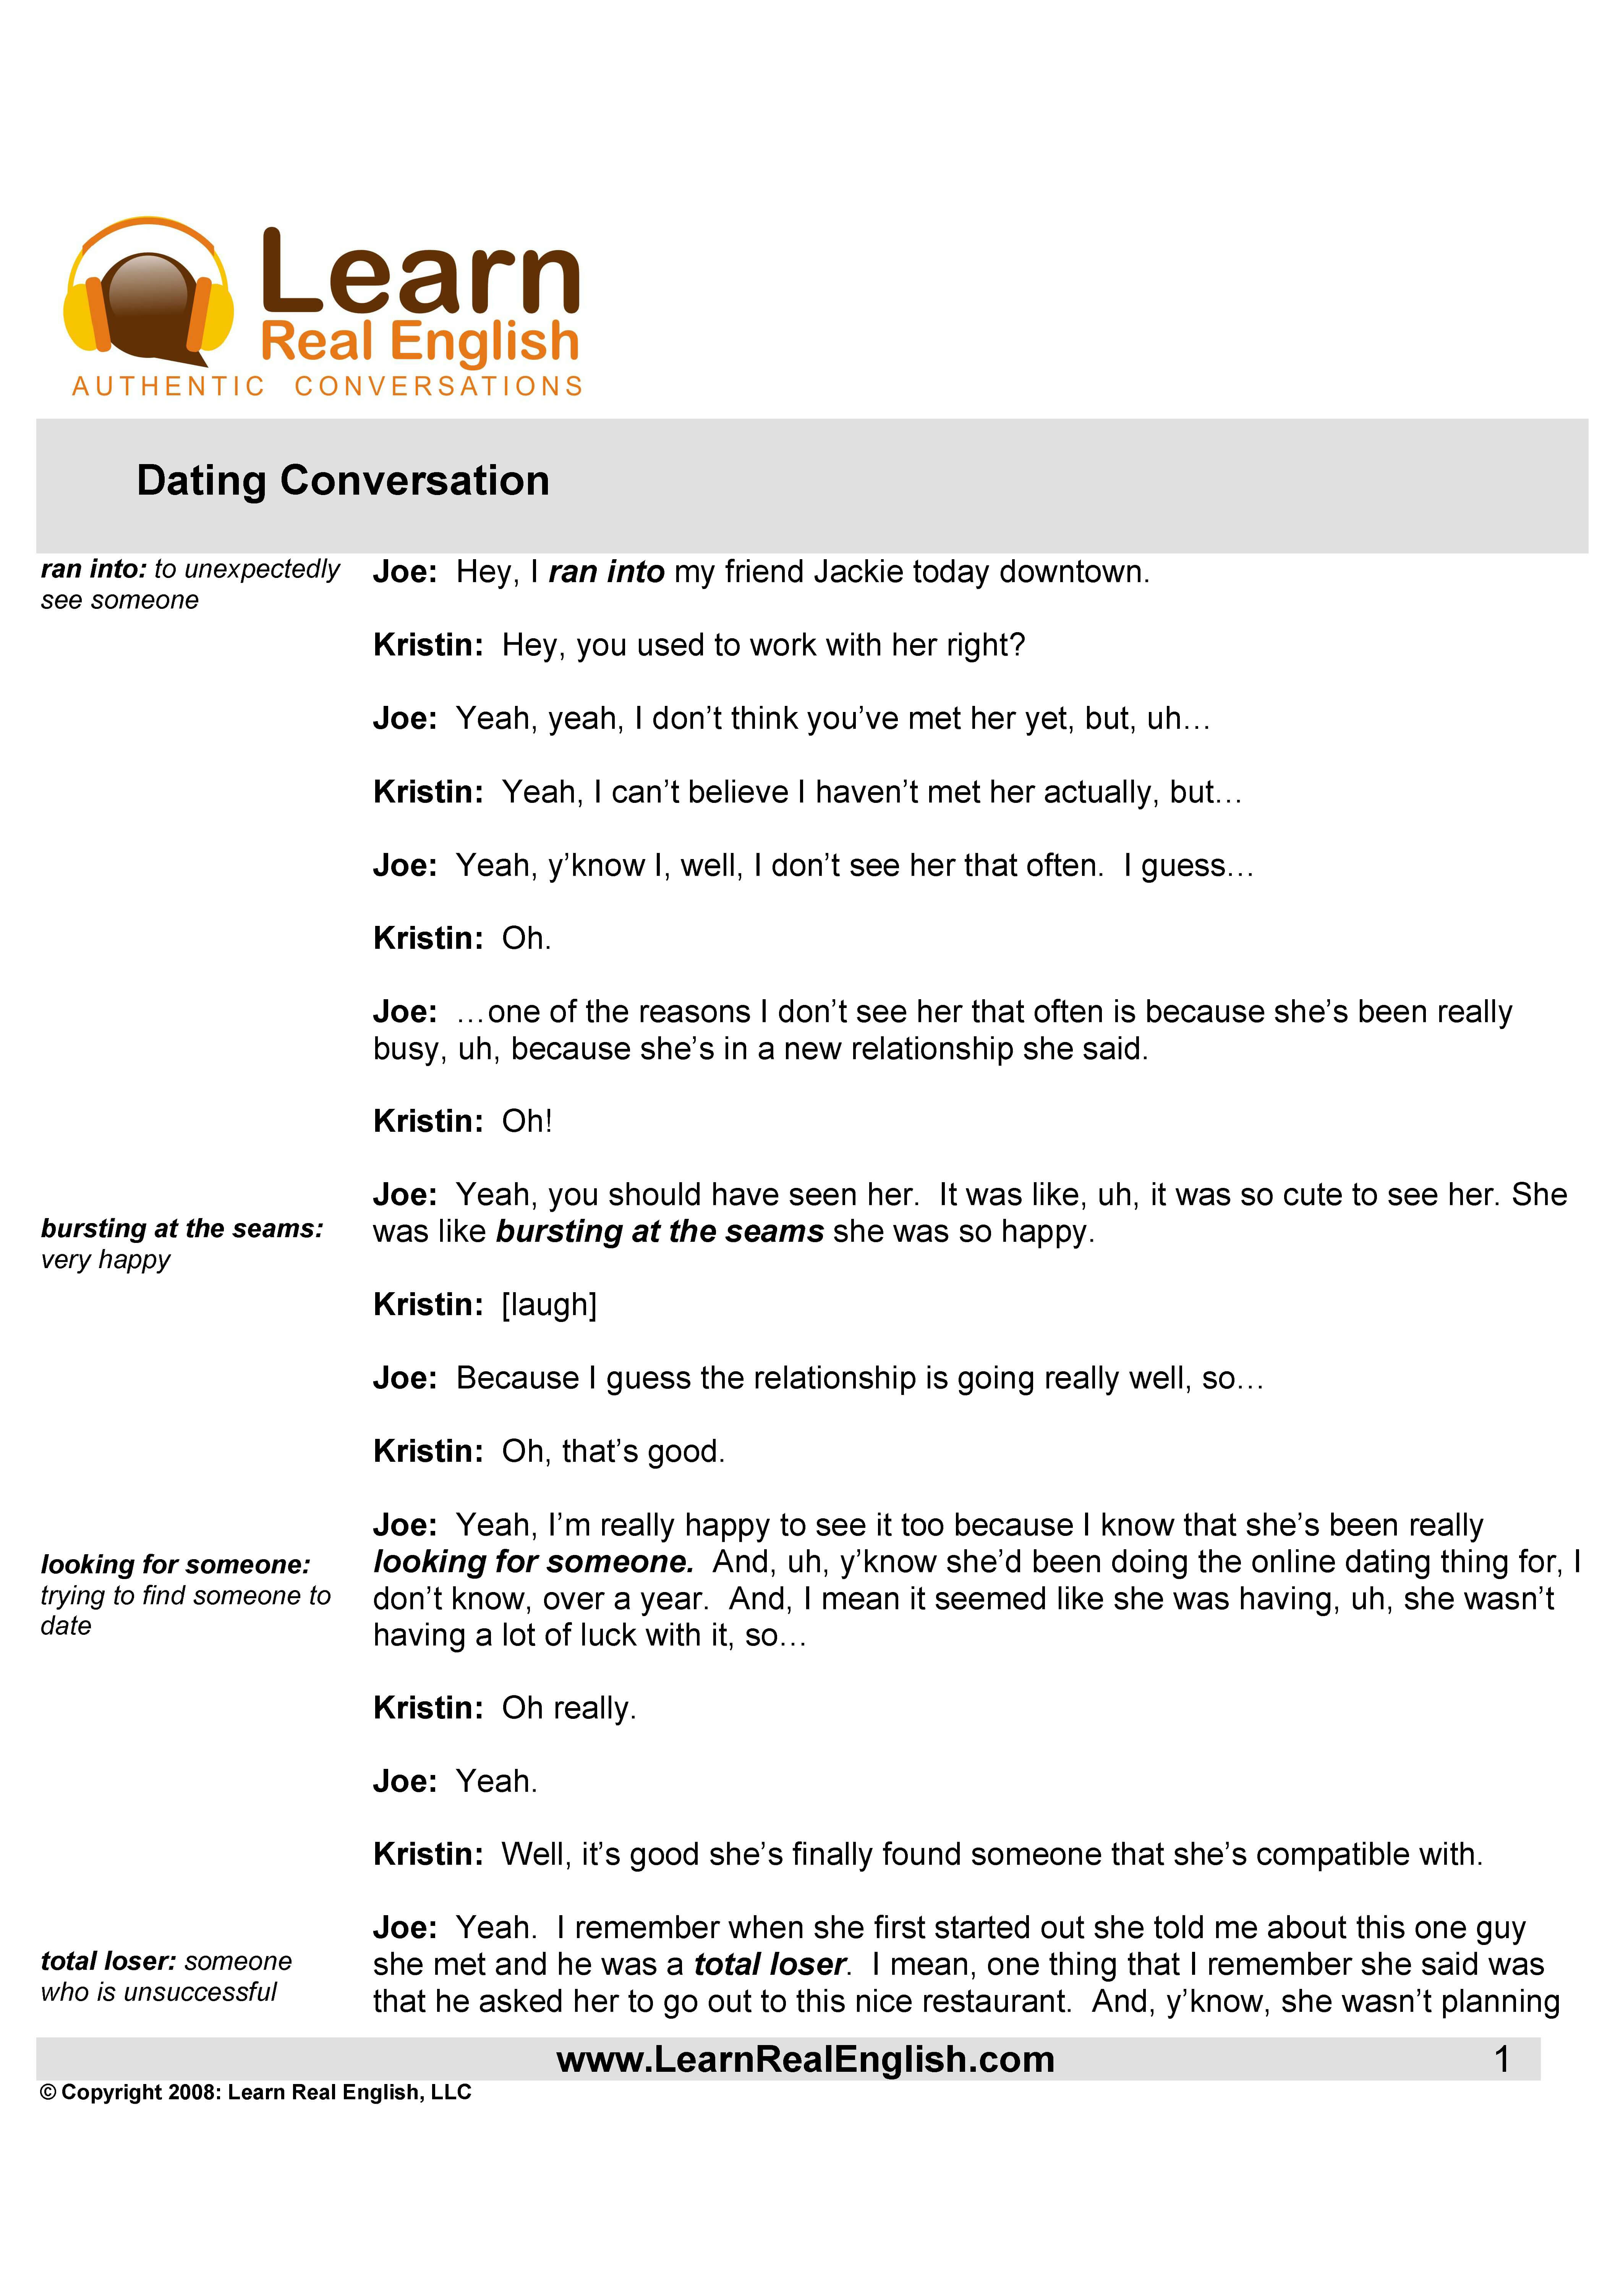 Learn
Real English
AUTHENTIC CONVERSATIONS
Dating Conversation
ran into: to unexpectedly
see someone
Joe: Hey, I ran into my friend Jackie today downtown.
Kristin: Hey, you used to work with her right?
Joe: Yeah, yeah, I don’t think you’ve met her yet, but, uh…
Kristin: Yeah, I can’t believe I haven’t met her actually, but…
Joe: Yeah, y’know I, well, I don’t see her that often. I guess…
Kristin: Oh.
Joe: …one of the reasons I don’t see her that often is because she’s been really
busy, uh, because she’s in a new relationship she said.
Kristin: Oh!
Joe: Yeah, you should have seen her. It was like, uh, it was so cute to see her. She
was like bursting at the seams she was so happy.
bursting at the seams:
very happy
Kristin: [laugh]
Joe: Because I guess the relationship is going really well, so…
Kristin: Oh, that’s good.
Joe: Yeah, I’m really happy to see it too because I know that she’s been really
looking for someone. And, uh, y’know she’d been doing the online dating thing for, I
don’t know, over a year. And, I mean it seemed like she was having, uh, she wasn’t
having a lot of luck with it, so…
looking for someone:
trying to find someone to
date
Kristin: Oh really.
Joe: Yeah.
Kristin: Well, it’s good she’s finally found someone that she’s compatible with.
Joe: Yeah. I remember when she first started out she told me about this one guy
she met and he was a total loser. I mean, one thing that I remember she said was
that he asked her to go out to this nice restaurant. And, y’know, she wasn’t planning
total loser: someone
who is unsuccessful
www.LearnRealEnglish.com
1
© Copyright 2008: Learn Real English, LLC